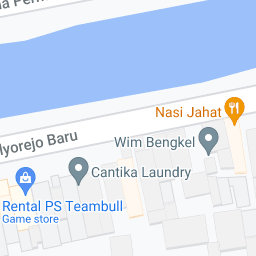 Nasi Jahat
lyorejo Baru
Wim Bengkel
Cantika Laundry
Rental PS Teambull
Game store